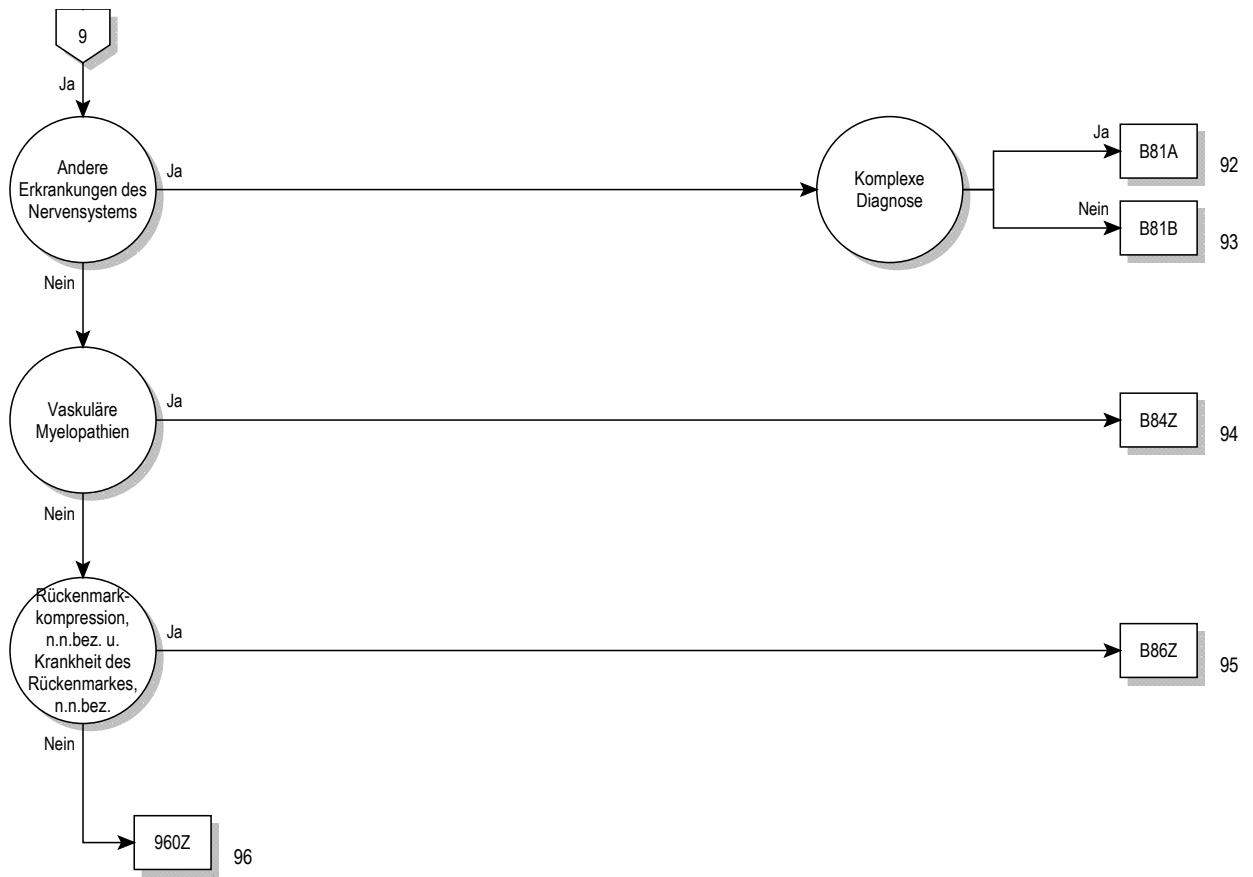 9
Ja
Andere
Erkrankungen des
Nervensystems
Ja
Komplexe
Diagnose
Ja
B81A
92
Nein
B81B
93
Nein
Vaskuläre
Myelopathien
Ja
B84Z
94
Nein
Rückenmark-
kompression,
n.n.bez. u.
Krankheit des
Rückenmarkes,
n.n.bez.
Ja
B86Z
95
Nein
960Z
96